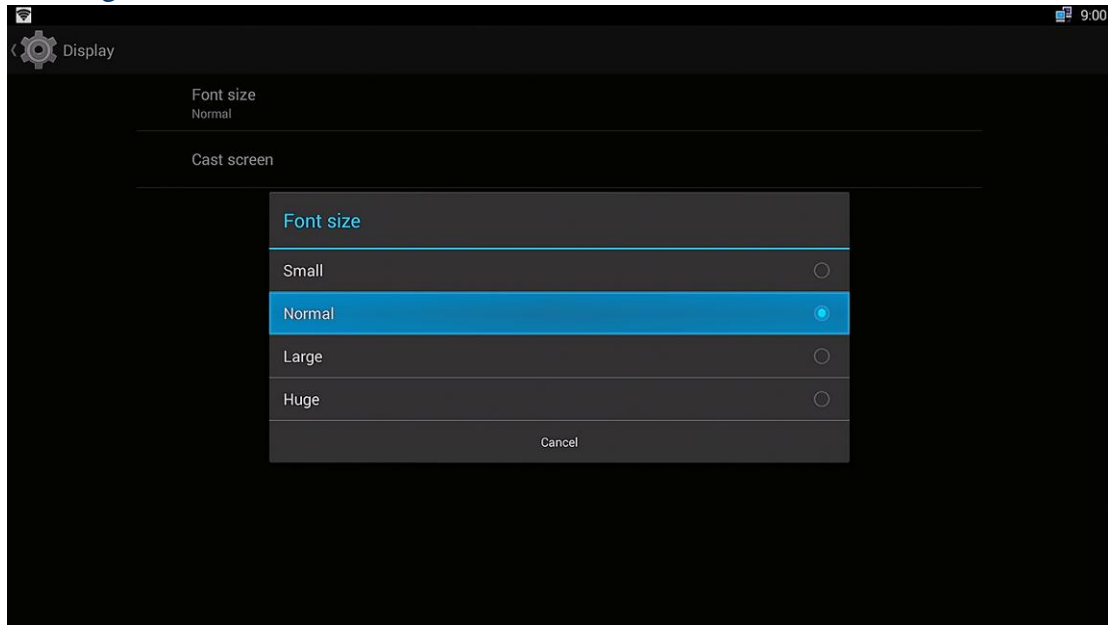 9:00
Display
Font size
Normal
Cast screen
Font size
Small
Normal
Large
Huge
Cancel